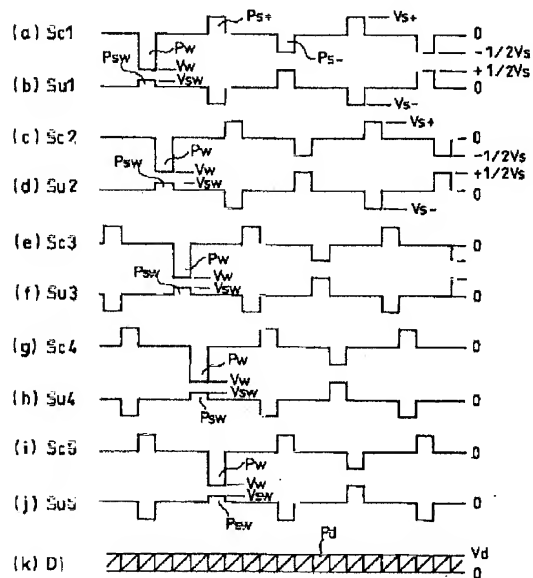 Ps+ Vs+
(a) Sc1 0
Pw Ps- -1/2Vs
Psw Vw +1/2Vs
Vsw
(b) Su1 0
Vs-
Vs+
(c) Sc2 0
Pw -1/2Vs
Psw Vw +1/2Vs
Vsw
(d) Su2 0
Vs-
(e) Sc3 0
Pw
Psw Vw
Vsw
(f) Su3 0
(g) Sc4 0
Pw
Vw
Vsw
(h) Su4 0
Psw
(i) Sc5 0
Pw
Vw
Vsw
(j) Su5 0
Psw
Pd Vd
(k) Di
0